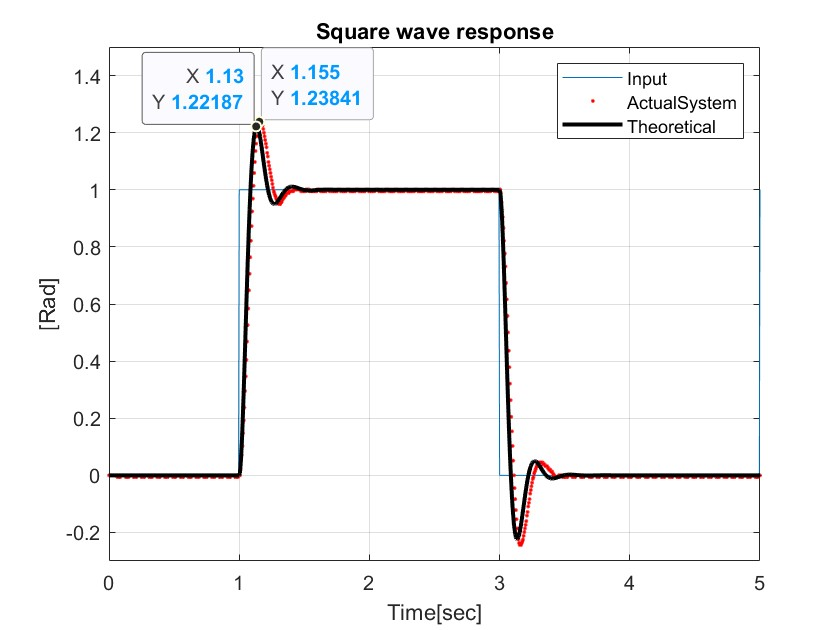 Square wave response
X 1.13
Y 1.22187
X 1.155
Y 1.23841
Input
ActualSystem
Theoretical
1.4
1.2
1
0.8
0.6
0.4
0.2
0
-0.2
[Rad]
0 1 2 3 4 5
Time[sec]